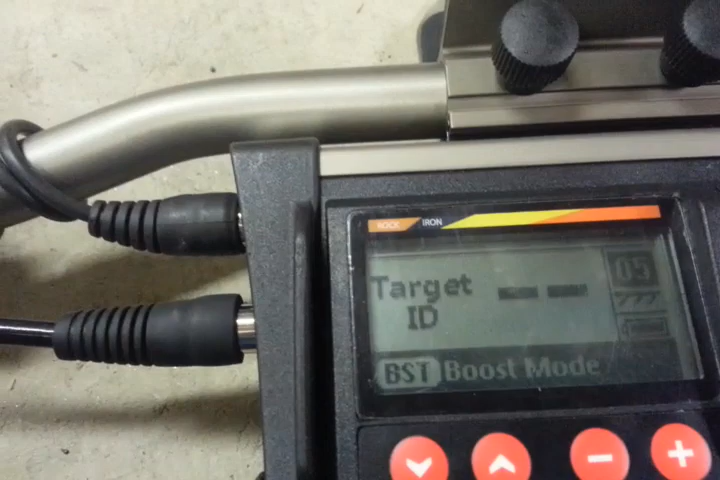 ROCK IRON
Target -- 05
ID
BST Boost Mode
- +